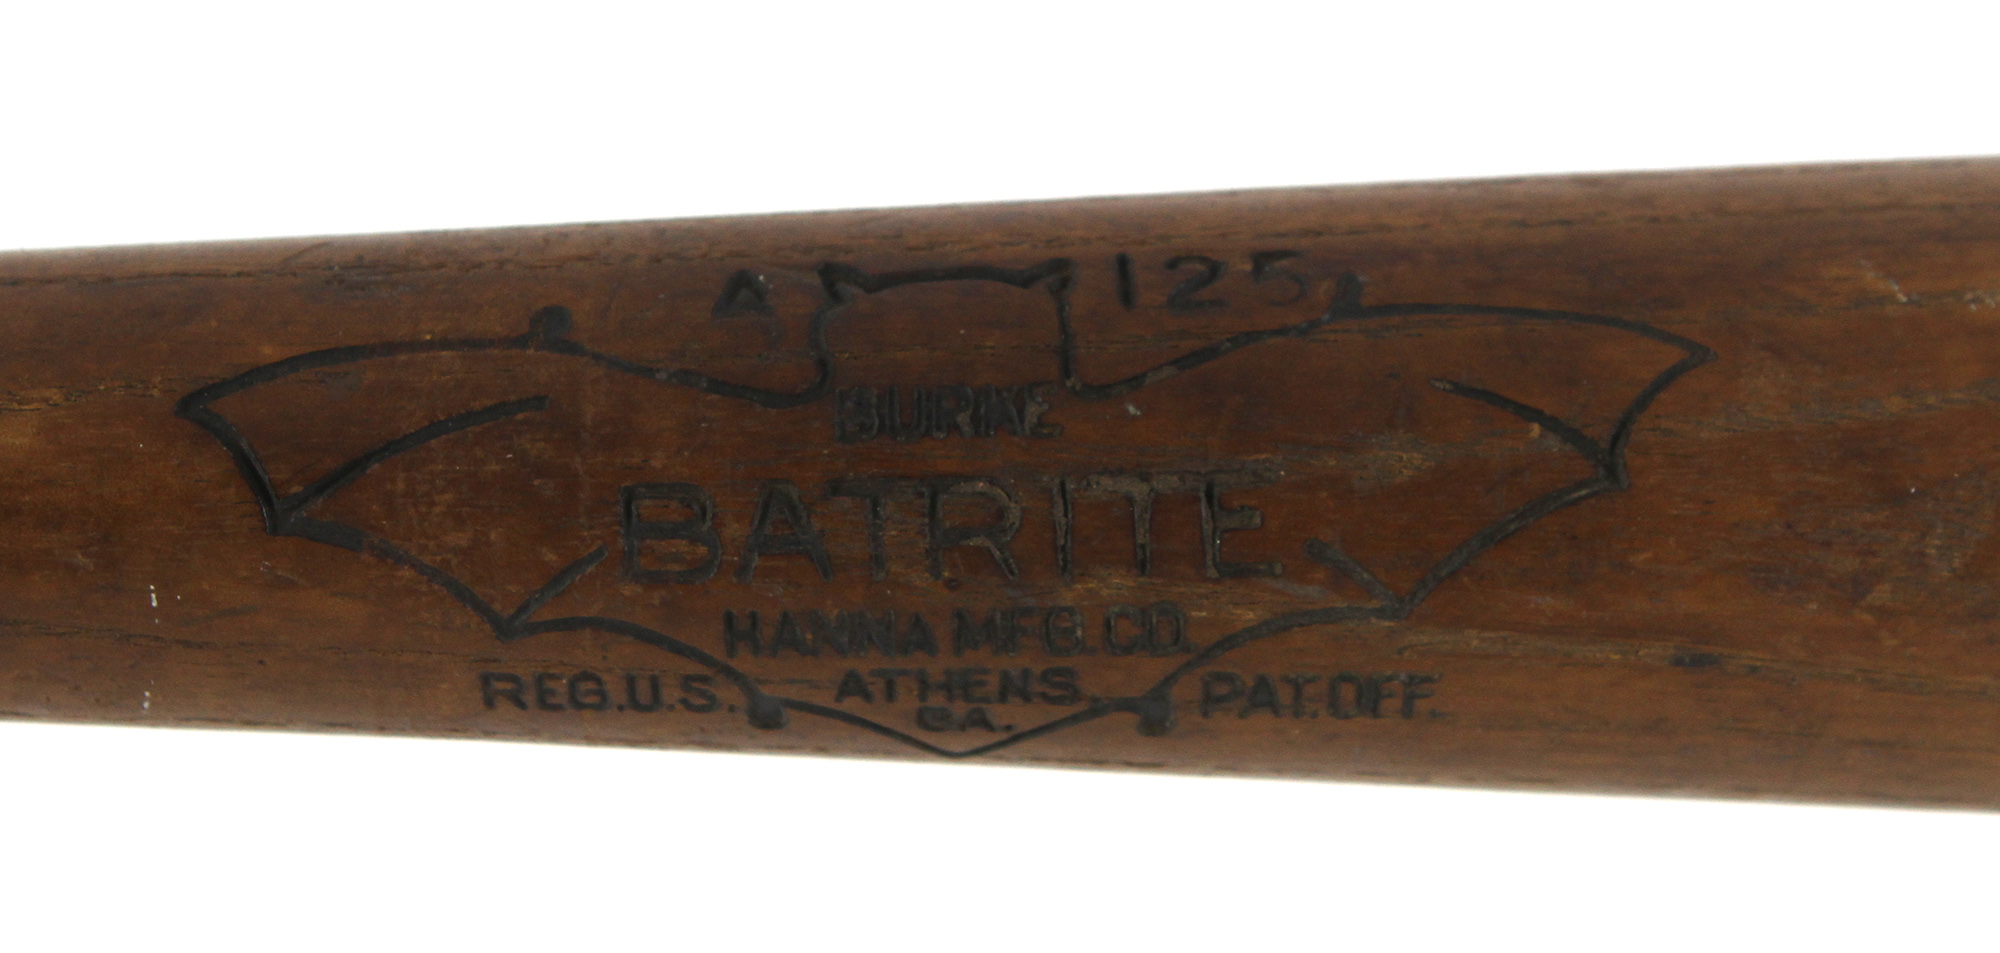 A 125
BURKE
BATRITE
HANNA MFG. CO.
REG. U.S. ATHENS. PAT. OFF.
GA.